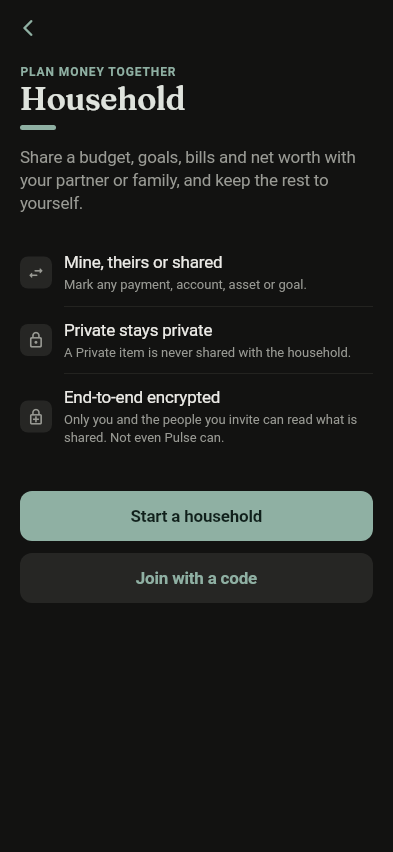 PLAN MONEY TOGETHER
Household
Share a budget, goals, bills and net worth with
your partner or family, and keep the rest to
yourself.
Mine, theirs or shared
Mark any payment, account, asset or goal.
Private stays private
A Private item is never shared with the household.
End-to-end encrypted
Only you and the people you invite can read what is
shared. Not even Pulse can.
Start a household
Join with a code